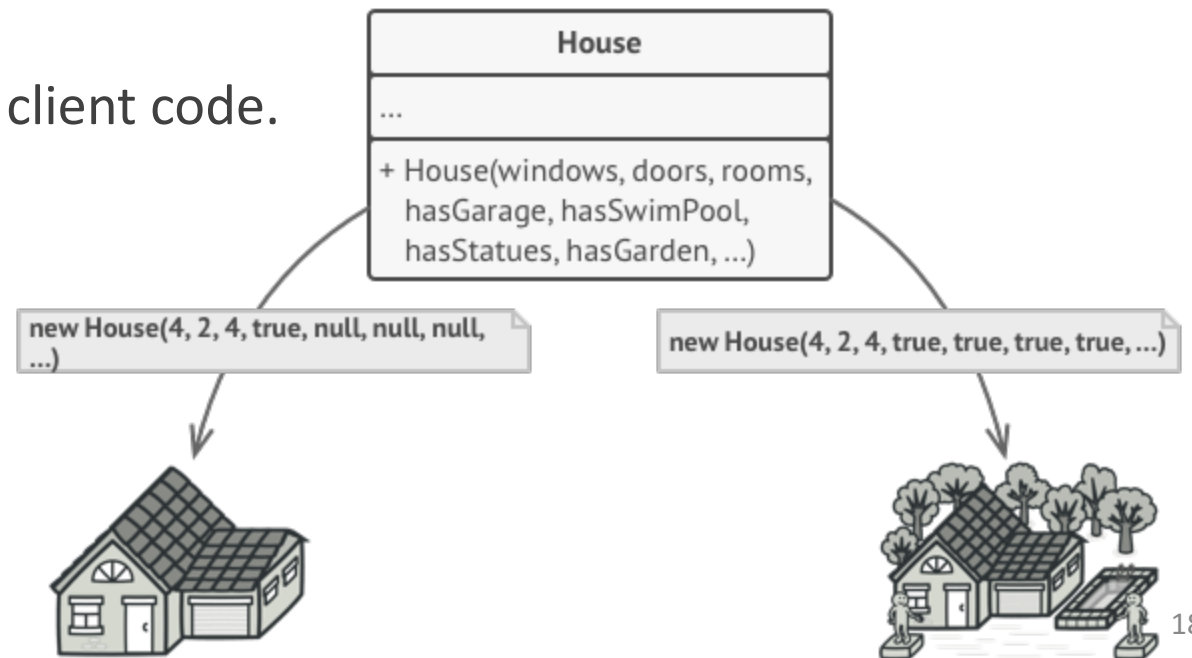 House
client code.
...
+ House(windows, doors, rooms,
hasGarage, hasSwimPool,
hasStatues, hasGarden, ...)
new House(4, 2, 4, true, null, null, null,
...)
new House(4, 2, 4, true, true, true, true, ...)
18